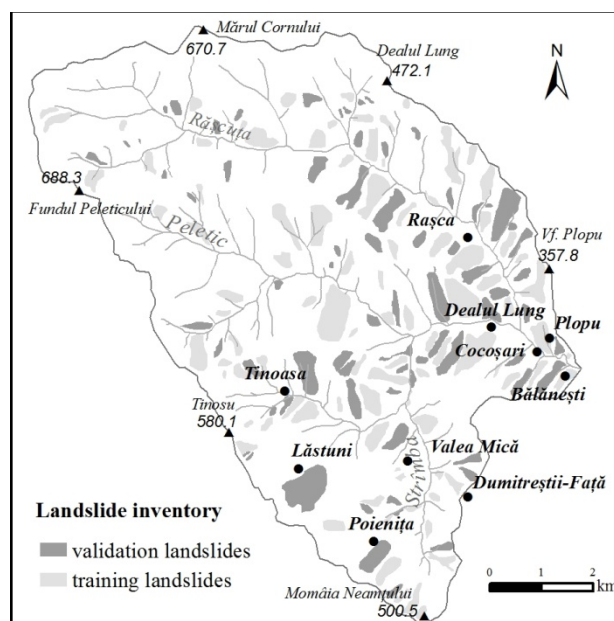 Mărul Cornului
670.7
Dealul Lung
472.1
N
Râșcuța
688.3
Fundul Peleticului
Peletic
Rașca
Vf. Plopu
357.8
Dealul Lung
Plopu
Cocoșari
Bălănești
Tinoasa
Tinosu
580.1
Lăstuni
Valea Mică
Strîmba
Dumitreștii-Față
Poienița
Landslide inventory
validation landslides
training landslides
Momâia Neamțului
500.5
0 1 2
km